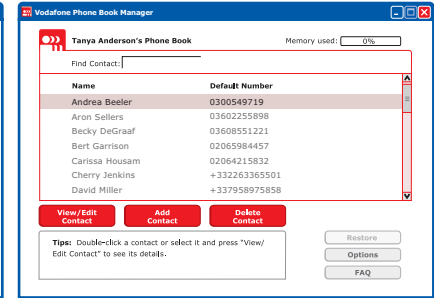 Vodafone Phone Book Manager
Tanya Anderson's Phone Book Memory used: 0%
Find Contact:
Name Default Number
Andrea Beeler 0300549719
Aron Sellers 03602255898
Becky DeGraaf 03608551221
Bert Garrison 02065984457
Carissa Housam 02064215832
Cherry Jenkins +332263365501
David Miller +337958975858
View/Edit Contact Add Contact Delete Contact
Tips: Double-click a contact or select it and press "View/
Edit Contact" to see its details.
Restore
Options
FAQ